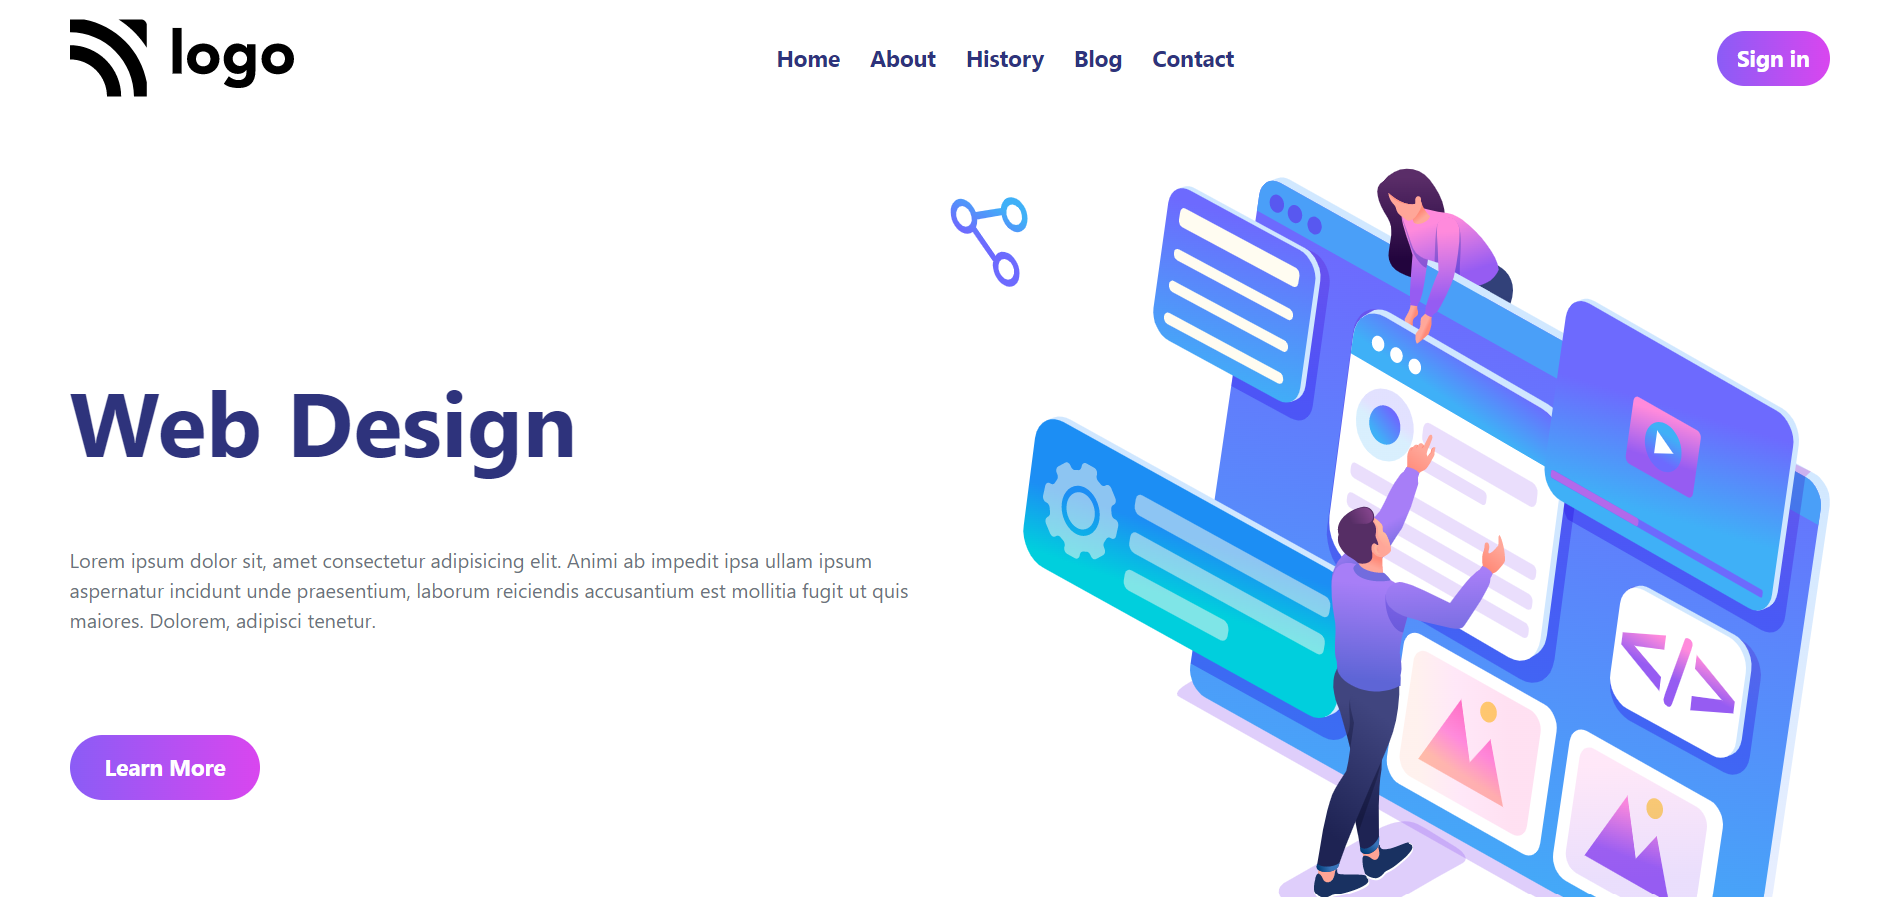 logo
Home About History Blog Contact
Sign in
Web Design
Lorem ipsum dolor sit, amet consectetur adipisicing elit. Animi ab impedit ipsa ullam ipsum
aspernatur incidunt unde praesentium, laborum reiciendis accusantium est mollitia fugit ut quis
maiores. Dolorem, adipisci tenetur.
</>
Learn More